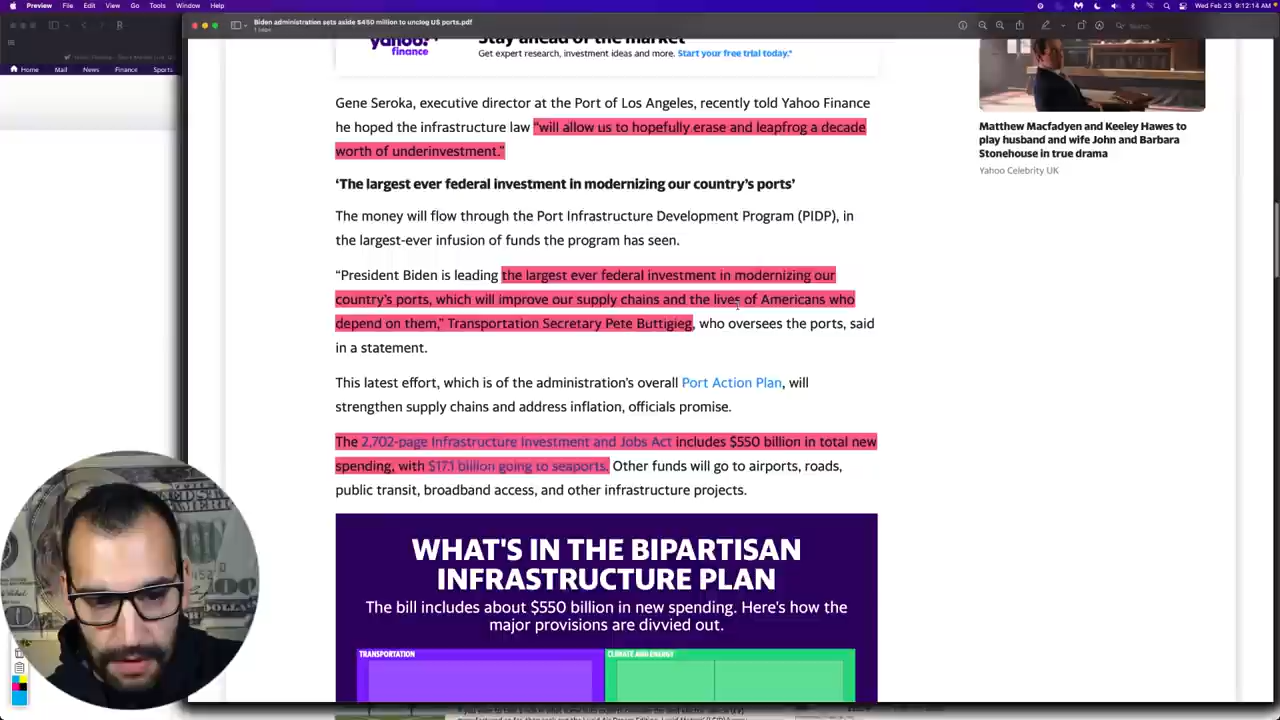 Preview File Edit View Go Tools Window Help
Wed Feb 23 9:12:14 AM
Biden administration sets aside $450 million to unclog US ports.pdf
Search
Home Mail News Finance Sports
yahoo!
finance
Stay ahead of the market
Get expert research, investment ideas and more. Start your free trial today.*
Gene Seroka, executive director at the Port of Los Angeles, recently told Yahoo Finance
he hoped the infrastructure law “will allow us to hopefully erase and leapfrog a decade
worth of underinvestment.”
‘The largest ever federal investment in modernizing our country’s ports’
The money will flow through the Port Infrastructure Development Program (PIDP), in
the largest-ever infusion of funds the program has seen.
“President Biden is leading the largest ever federal investment in modernizing our
country’s ports, which will improve our supply chains and the lives of Americans who
depend on them,” Transportation Secretary Pete Buttigieg, who oversees the ports, said
in a statement.
This latest effort, which is of the administration’s overall Port Action Plan, will
strengthen supply chains and address inflation, officials promise.
The 2,702-page Infrastructure Investment and Jobs Act includes $550 billion in total new
spending, with $17.1 billion going to seaports. Other funds will go to airports, roads,
public transit, broadband access, and other infrastructure projects.
WHAT'S IN THE BIPARTISAN
INFRASTRUCTURE PLAN
The bill includes about $550 billion in new spending. Here's how the
major provisions are divvied out.
TRANSPORTATION
CLIMATE AND ENERGY
Matthew Macfadyen and Keeley Hawes to
play husband and wife John and Barbara
Stonehouse in true drama
Yahoo Celebrity UK